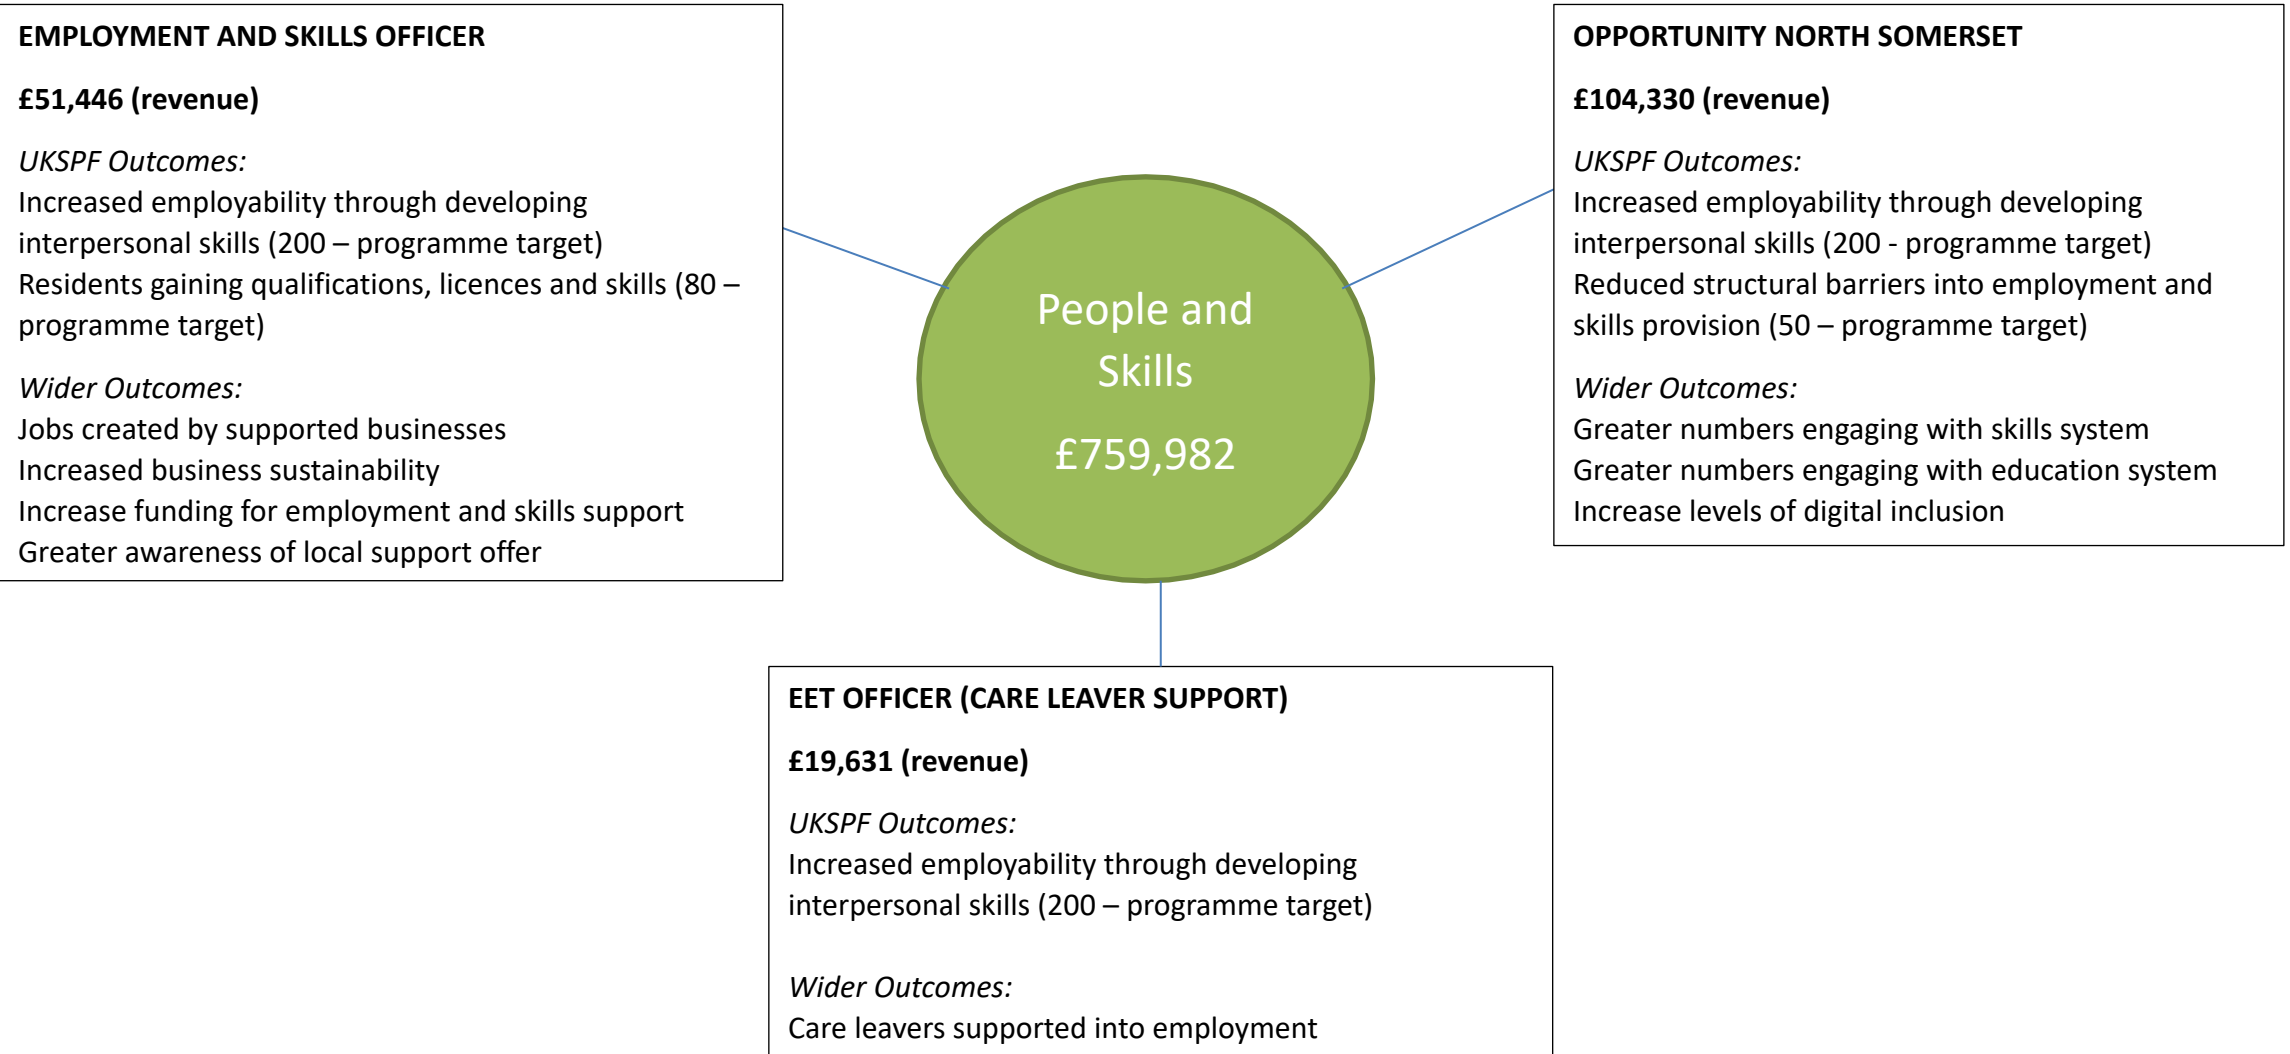 EMPLOYMENT AND SKILLS OFFICER
£51,446 (revenue)
UKSPF Outcomes:
Increased employability through developing
interpersonal skills (200 – programme target)
Residents gaining qualifications, licences and skills (80 –
programme target)
Wider Outcomes:
Jobs created by supported businesses
Increased business sustainability
Increase funding for employment and skills support
Greater awareness of local support offer
People and
Skills
£759,982
OPPORTUNITY NORTH SOMERSET
£104,330 (revenue)
UKSPF Outcomes:
Increased employability through developing
interpersonal skills (200 - programme target)
Reduced structural barriers into employment and
skills provision (50 – programme target)
Wider Outcomes:
Greater numbers engaging with skills system
Greater numbers engaging with education system
Increase levels of digital inclusion
EET OFFICER (CARE LEAVER SUPPORT)
£19,631 (revenue)
UKSPF Outcomes:
Increased employability through developing
interpersonal skills (200 – programme target)
Wider Outcomes:
Care leavers supported into employment